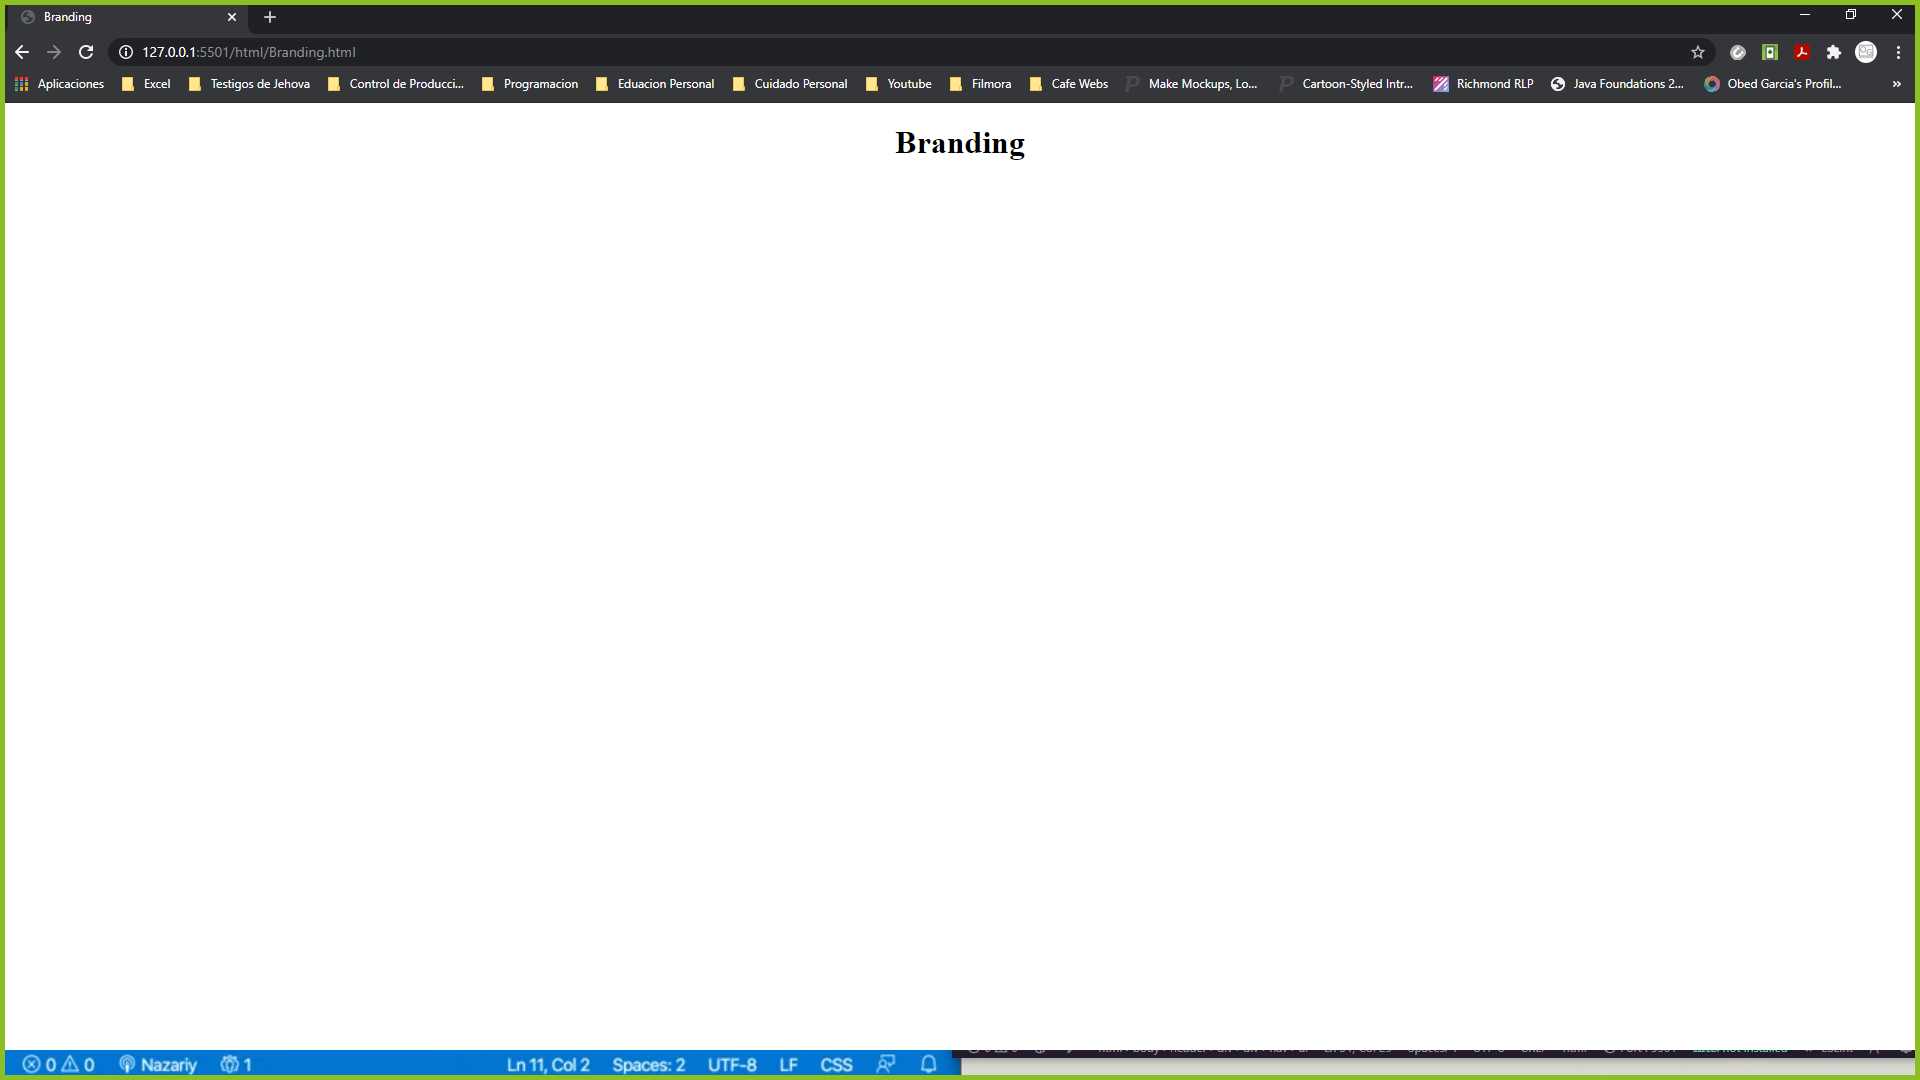 Branding
127.0.0.1:5501/html/Branding.html
Aplicaciones Excel Testigos de Jehova Control de Producci... Programacion Eduacion Personal Cuidado Personal Youtube Filmora Cafe Webs Make Mockups, Lo... Cartoon-Styled Intr... Richmond RLP Java Foundations 2... Obed Garcia's Profil... »
Branding
0 0 Nazariy 1 Ln 11, Col 2 Spaces: 2 UTF-8 LF CSS